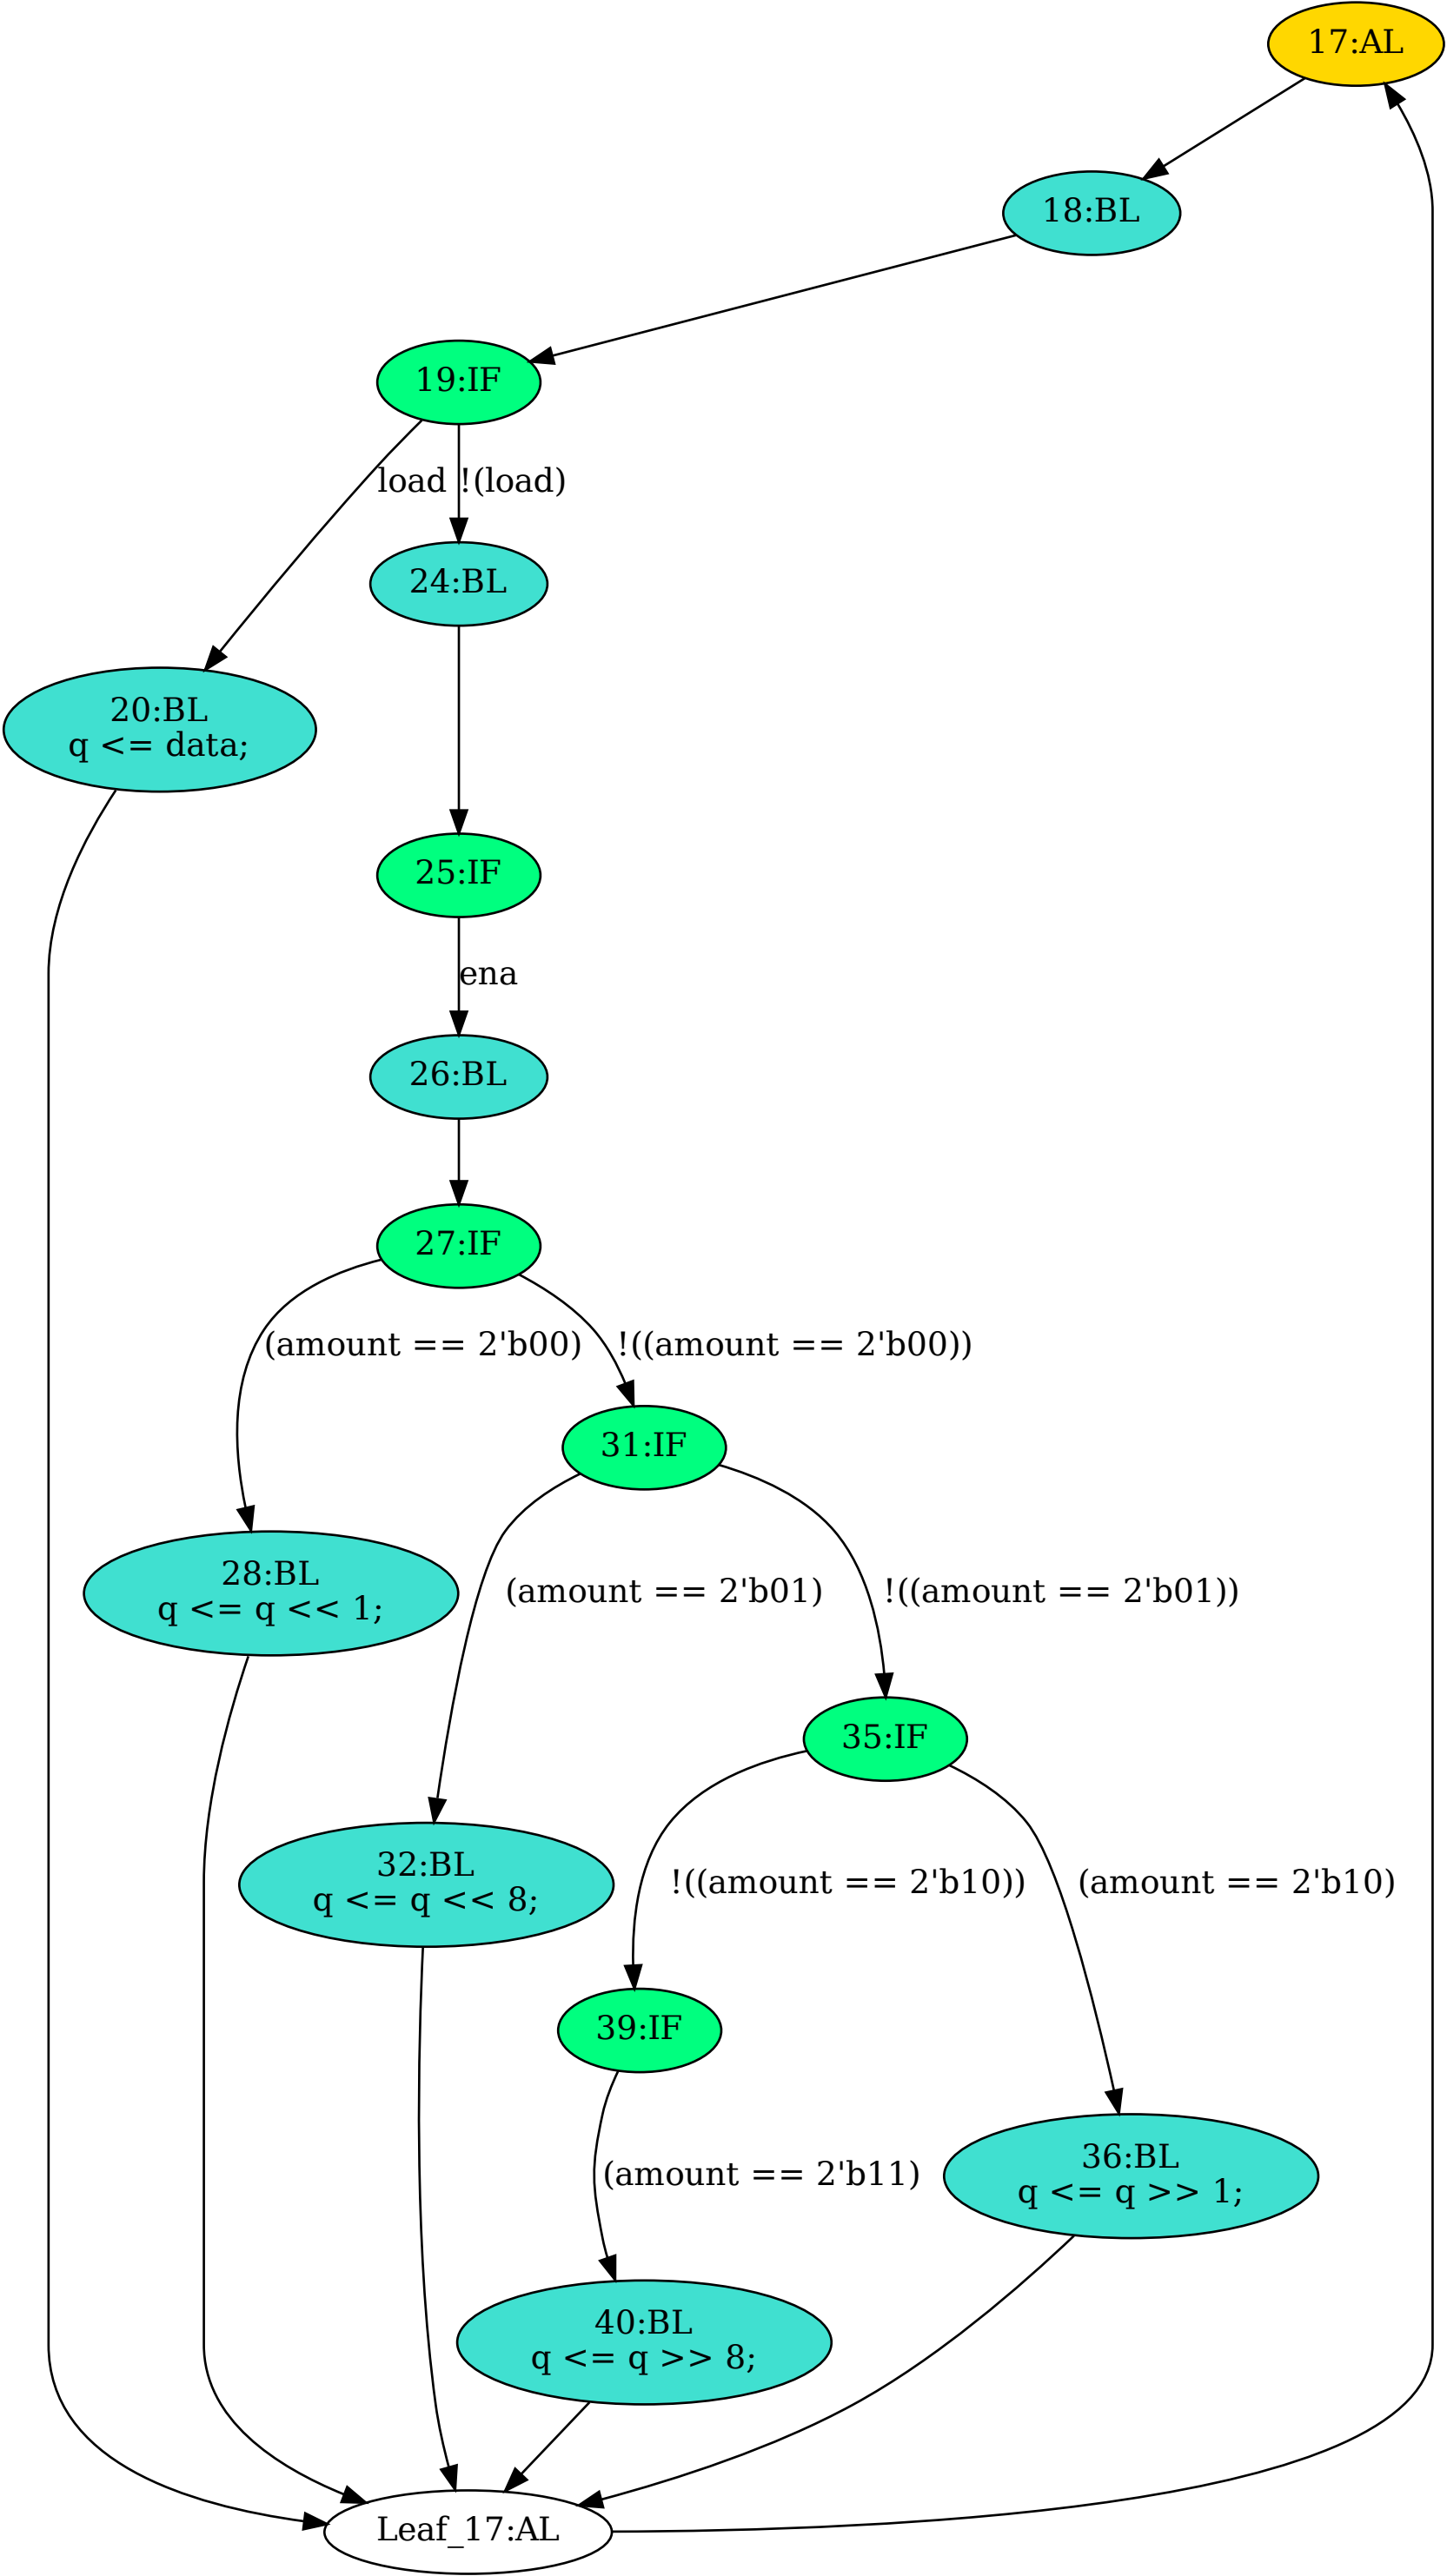 17:AL
18:BL
19:IF
load
!(load)
24:BL
20:BL
q <= data;
25:IF
ena
26:BL
27:IF
(amount == 2'b00)
!((amount == 2'b00))
31:IF
28:BL
q <= q << 1;
(amount == 2'b01)
!((amount == 2'b01))
35:IF
32:BL
q <= q << 8;
!((amount == 2'b10))
(amount == 2'b10)
39:IF
(amount == 2'b11)
36:BL
q <= q >> 1;
40:BL
q <= q >> 8;
Leaf_17:AL